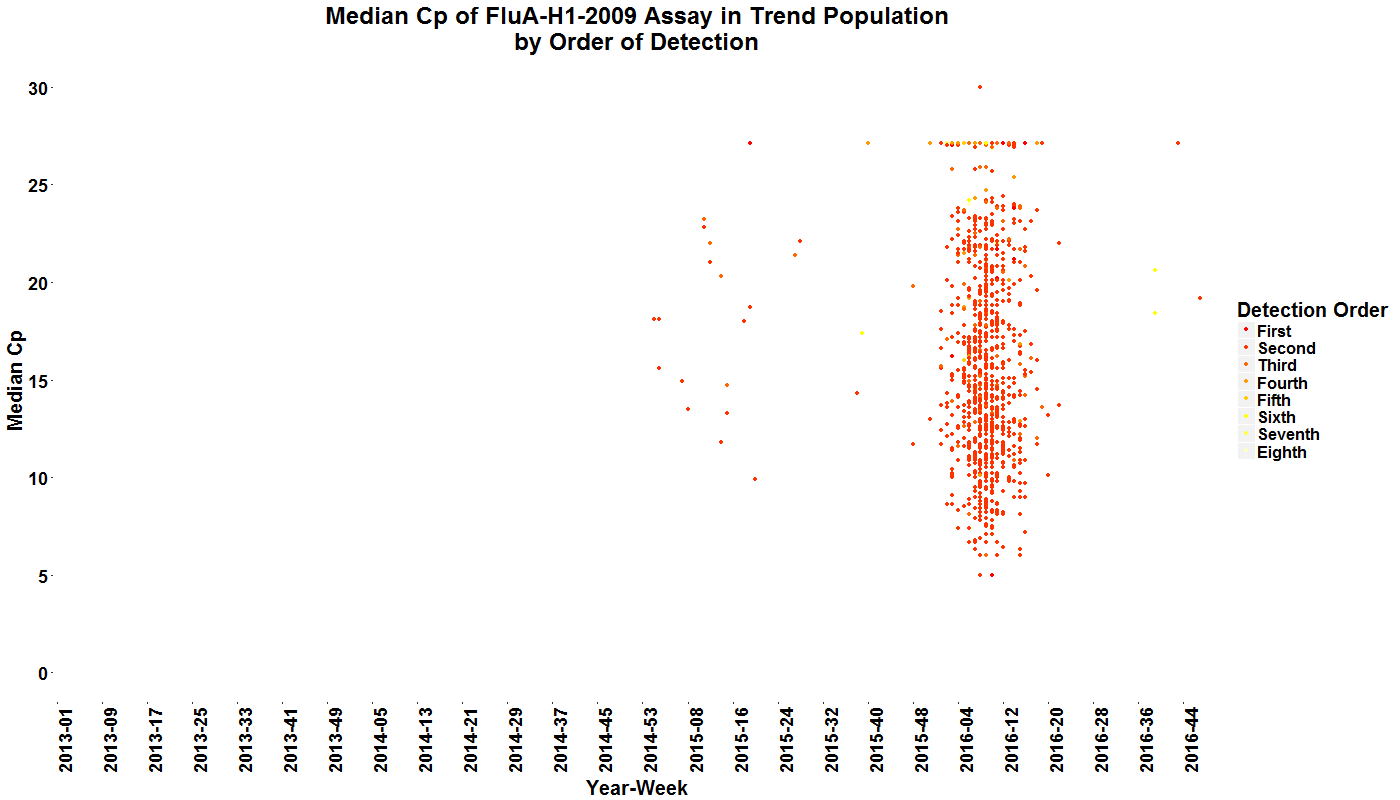 Median Cp of FluA-H1-2009 Assay in Trend Population
by Order of Detection
30
25
20
15
10
5
0
Median Cp
2013-01
2013-09
2013-17
2013-25
2013-33
2013-41
2013-49
2014-05
2014-13
2014-21
2014-29
2014-37
2014-45
2014-53
2015-08
2015-16
2015-24
2015-32
2015-40
2015-48
2016-04
2016-12
2016-20
2016-28
2016-36
2016-44
Year-Week
Detection Order
First
Second
Third
Fourth
Fifth
Sixth
Seventh
Eighth